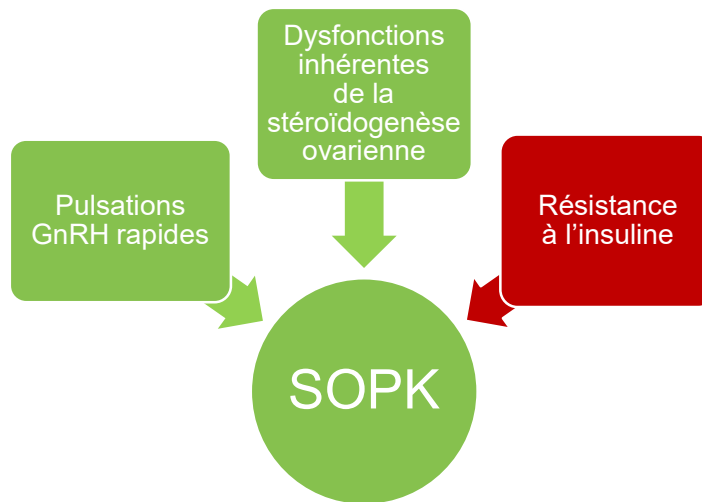 Dysfonctions
inhérentes
de la
stéroïdogenèse
ovarienne
Pulsations
GnRH rapides
Résistance
à l’insuline
SOPK